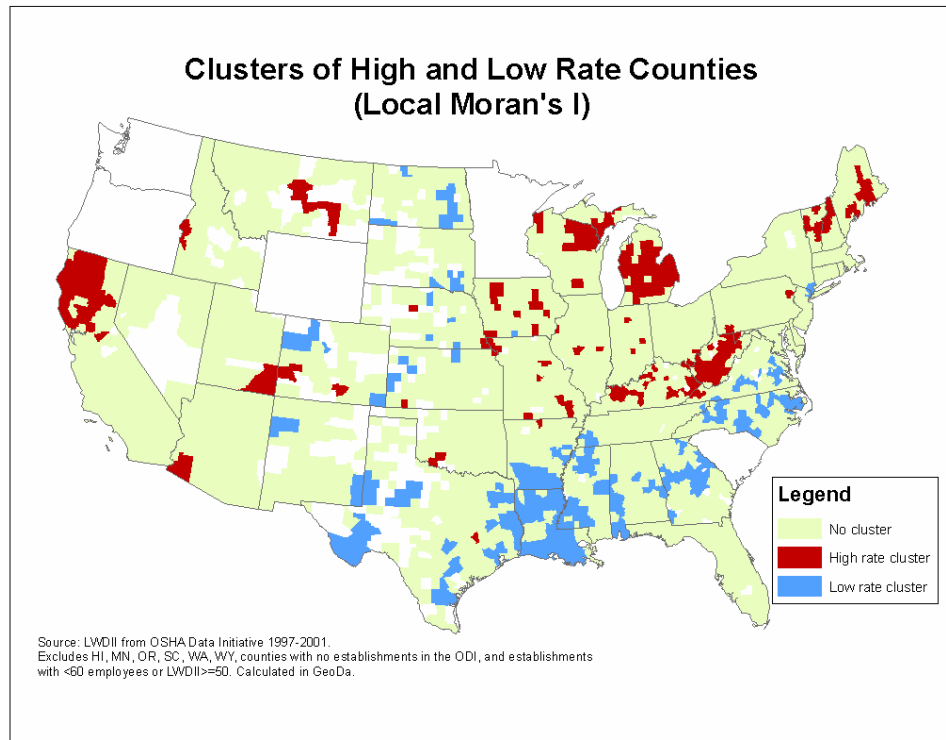 Clusters of High and Low Rate Counties
(Local Moran's I)
Legend
No cluster
High rate cluster
Low rate cluster
Source: LWDII from OSHA Data Initiative 1997-2001.
Excludes HI, MN, OR, SC, WA, WY, counties with no establishments in the ODI, and establishments
with <60 employees or LWDII>=50. Calculated in GeoDa.